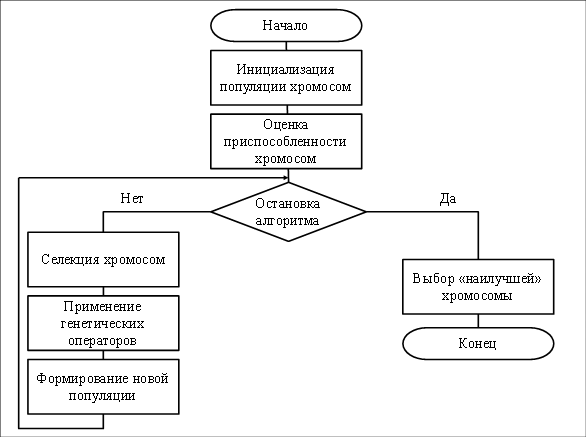 Начало
Инициализация
популяции хромосом
Оценка
приспособленности
хромосом
Остановка
алгоритма
Нет
Да
Селекция хромосом
Применение
генетических
операторов
Формирование новой
популяции
Выбор «наилучшей»
хромосомы
Конец